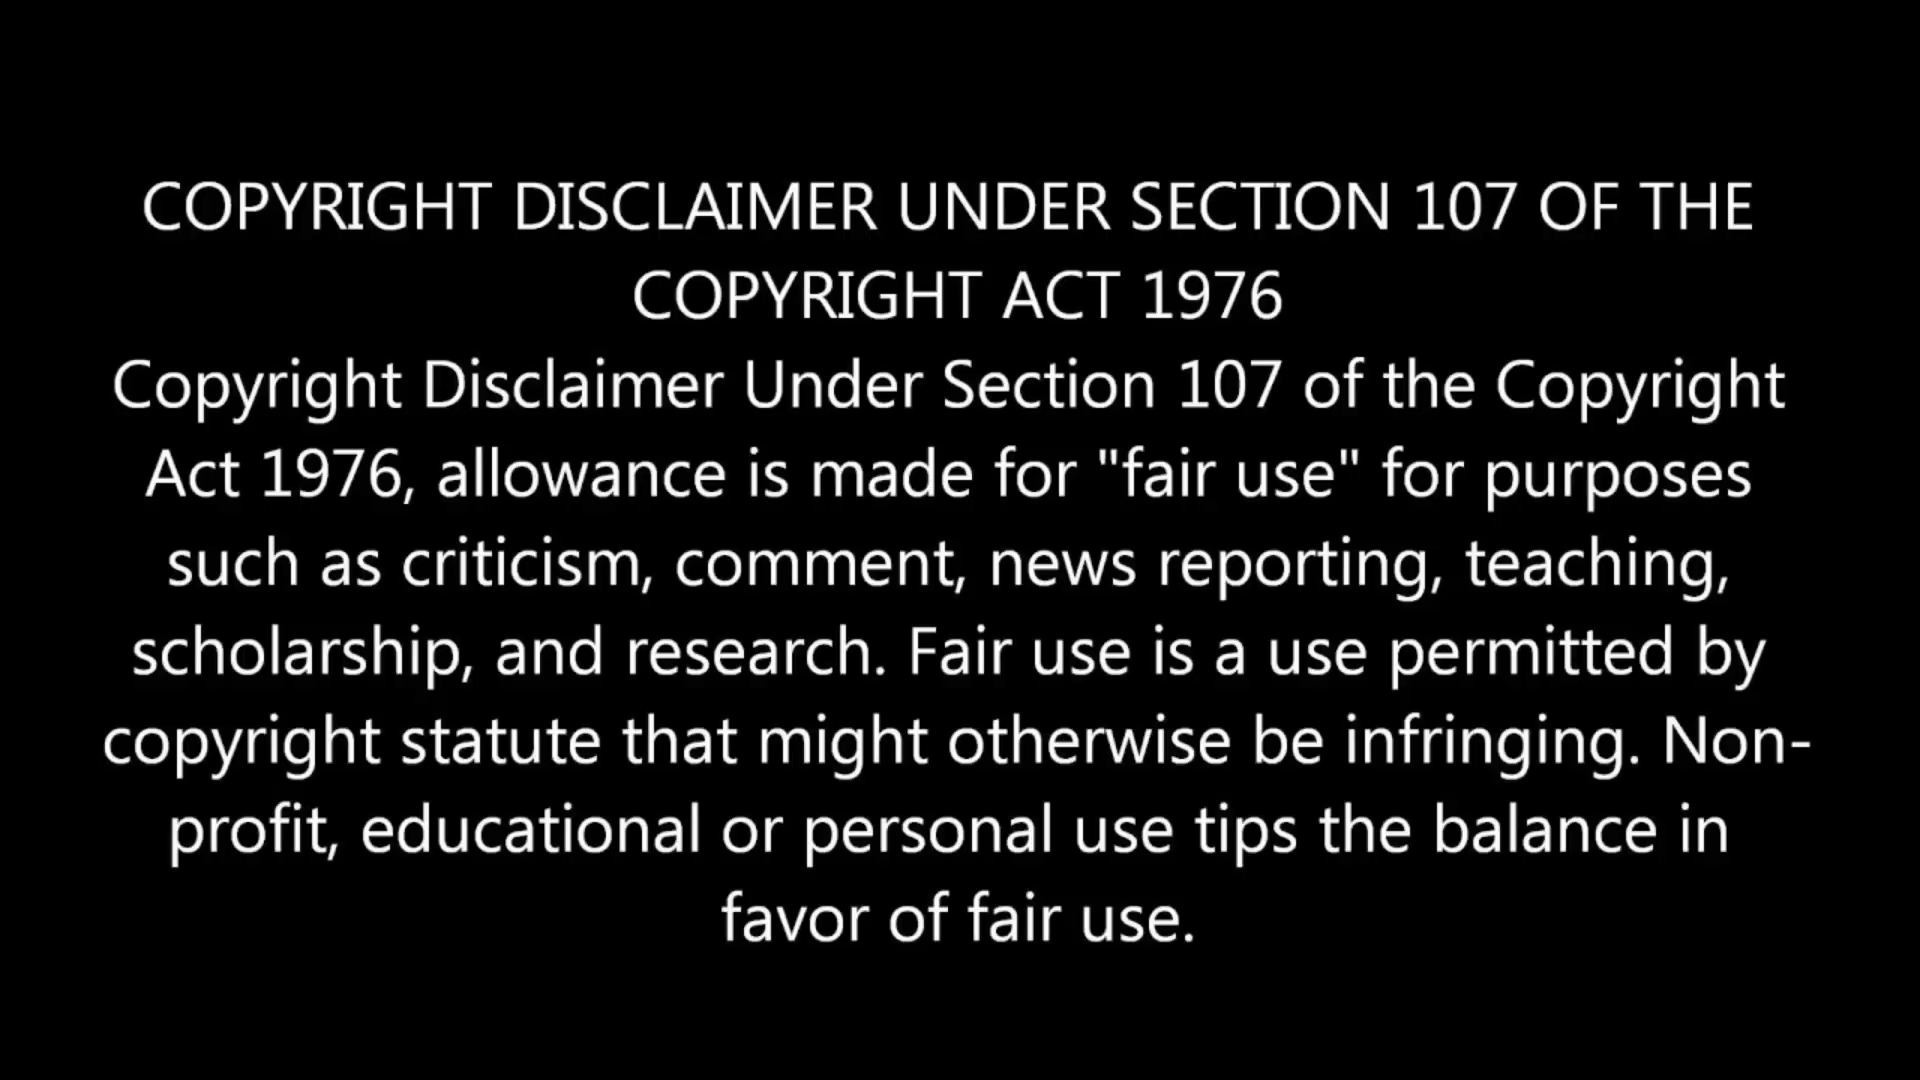 COPYRIGHT DISCLAIMER UNDER SECTION 107 OF THE
COPYRIGHT ACT 1976
Copyright Disclaimer Under Section 107 of the Copyright
Act 1976, allowance is made for "fair use" for purposes
such as criticism, comment, news reporting, teaching,
scholarship, and research. Fair use is a use permitted by
copyright statute that might otherwise be infringing. Non-
profit, educational or personal use tips the balance in
favor of fair use.